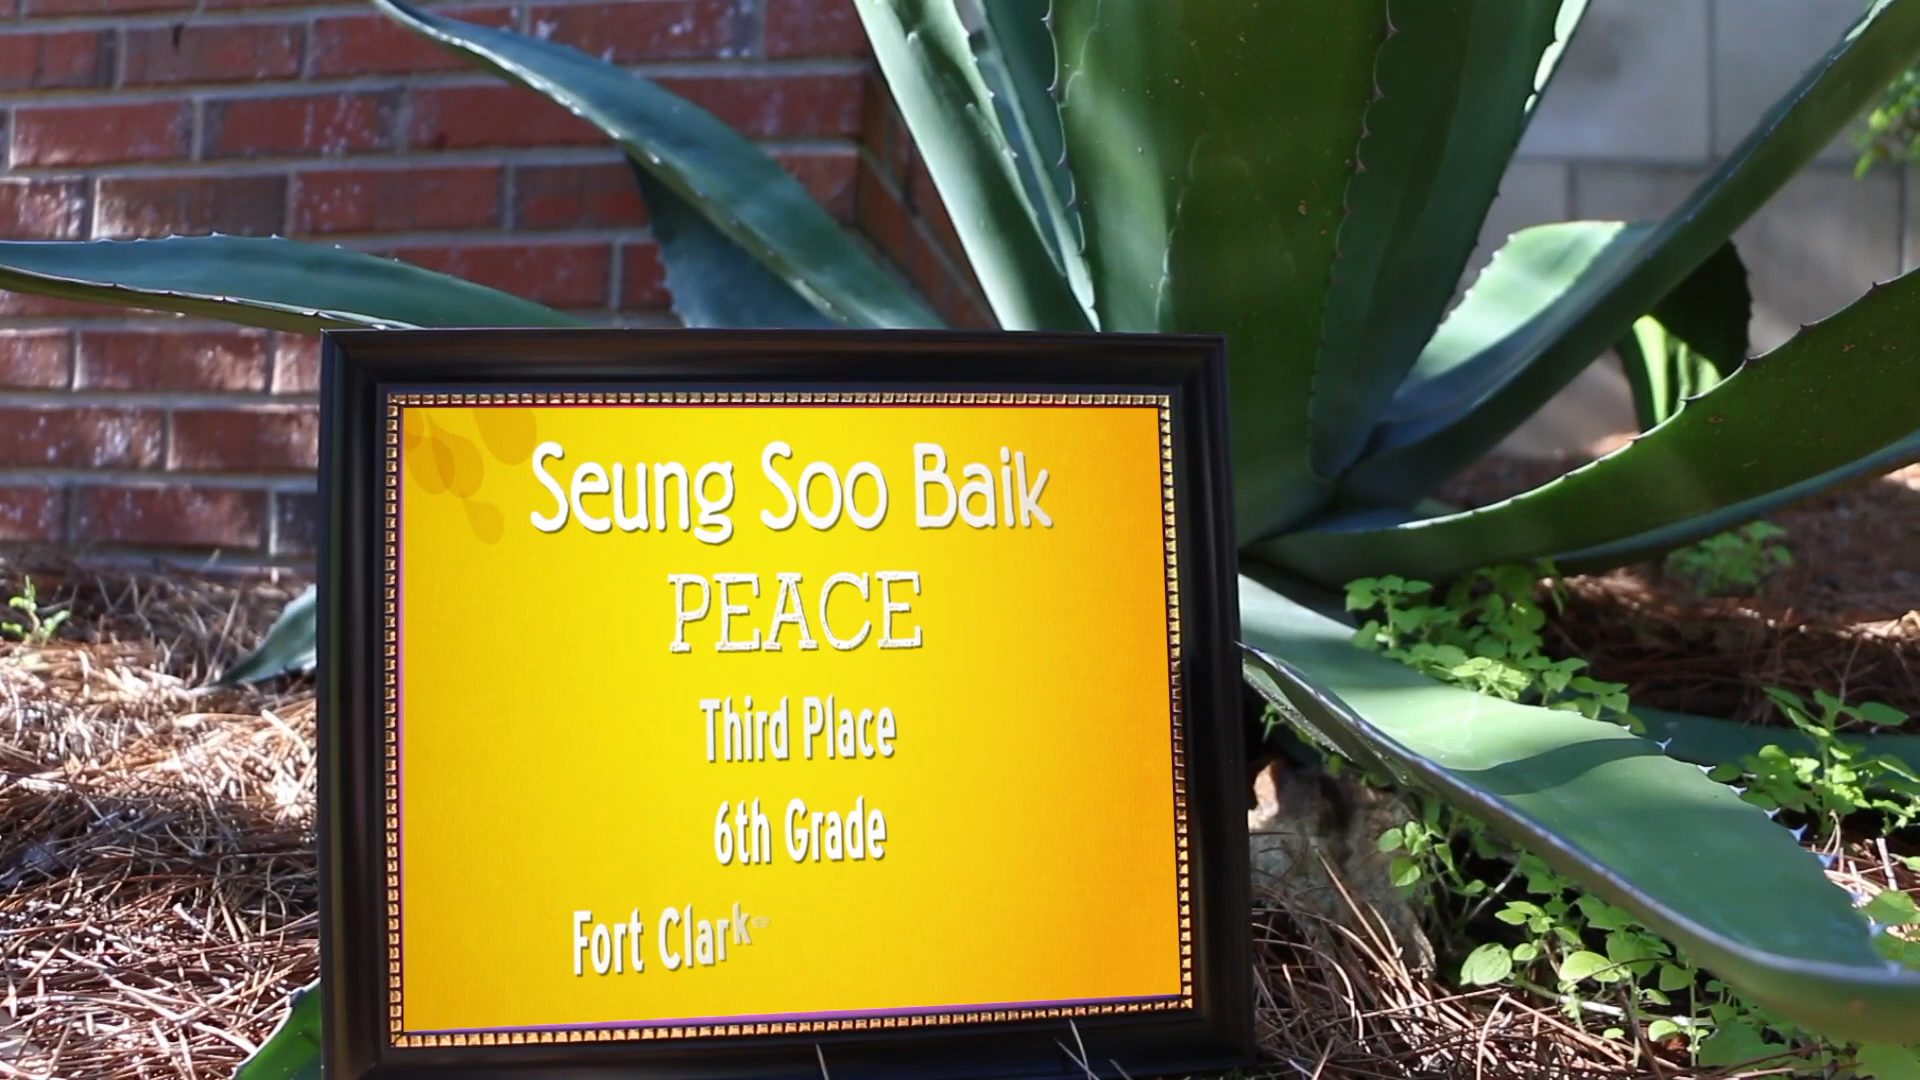 Seung Soo Baik
PEACE
Third Place
6th Grade
Fort Clark